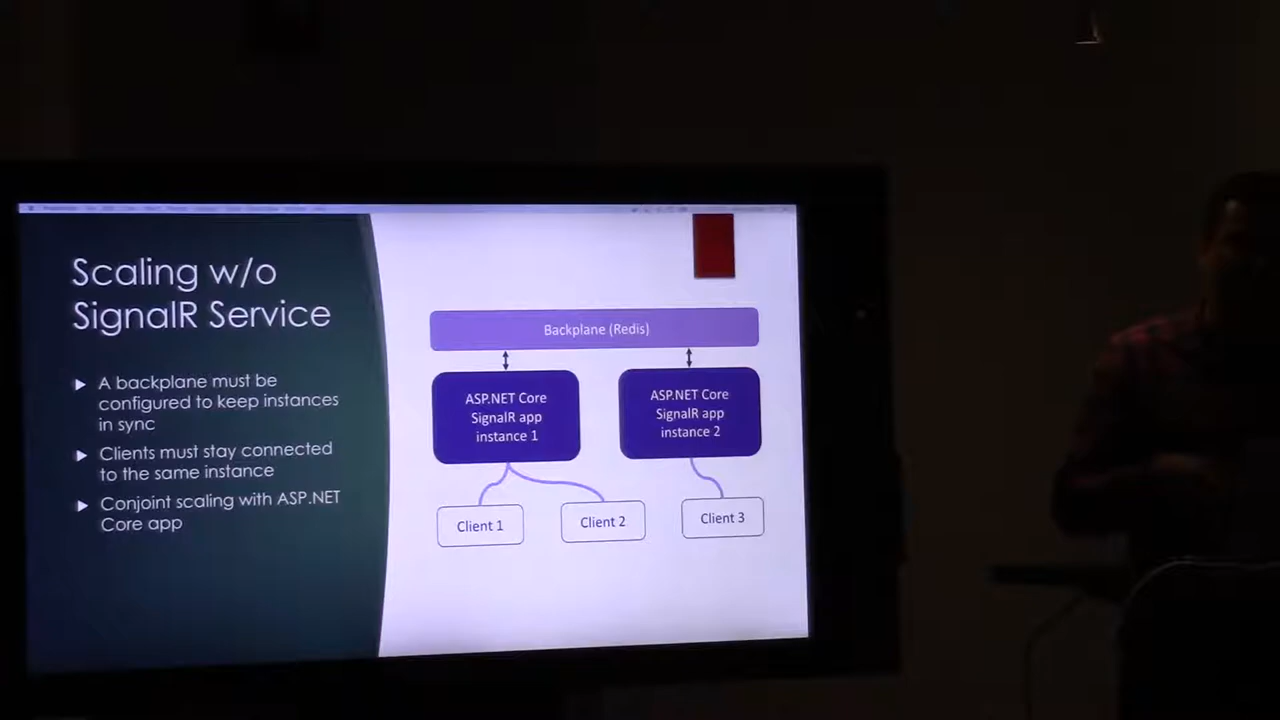 Scaling w/o
SignalR Service
▶ A backplane must be
configured to keep instances
in sync
▶ Clients must stay connected
to the same instance
▶ Conjoint scaling with ASP.NET
Core app
Backplane (Redis)
ASP.NET Core
SignalR app
instance 1
ASP.NET Core
SignalR app
instance 2
Client 1
Client 2
Client 3